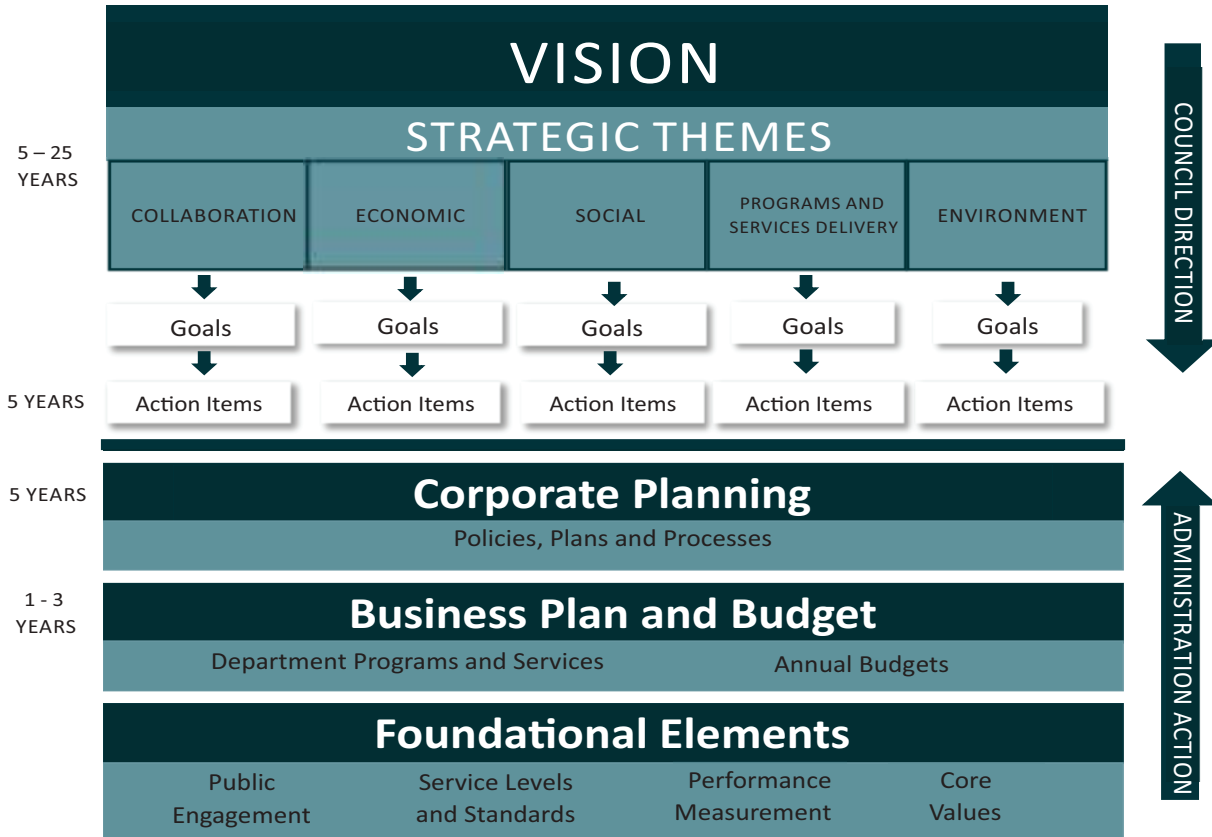 VISION
STRATEGIC THEMES
5 – 25
YEARS
COLLABORATION
ECONOMIC
SOCIAL
PROGRAMS AND
SERVICES DELIVERY
ENVIRONMENT
Goals
Goals
Goals
Goals
Goals
5 YEARS
Action Items
Action Items
Action Items
Action Items
Action Items
COUNCIL DIRECTION
5 YEARS
Corporate Planning
Policies, Plans and Processes
1 - 3
YEARS
Business Plan and Budget
Department Programs and Services
Annual Budgets
Foundational Elements
Public
Engagement
Service Levels
and Standards
Performance
Measurement
Core
Values
ADMINISTRATION ACTION